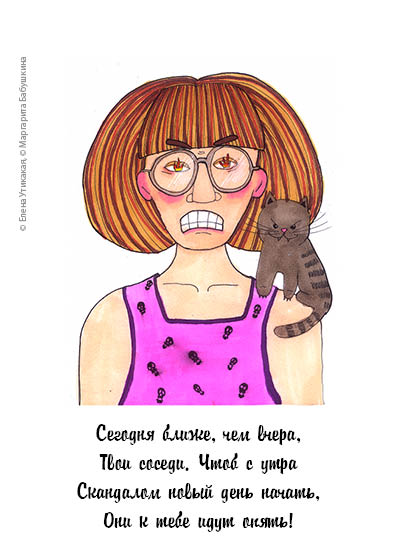 © Елена Утикакая, © Маргарита Бабушкина
Сегодня ближе, чем вчера,
Твои соседи. Чтоб с утра
Скандалом новый день начать,
Они к тебе идут опять!